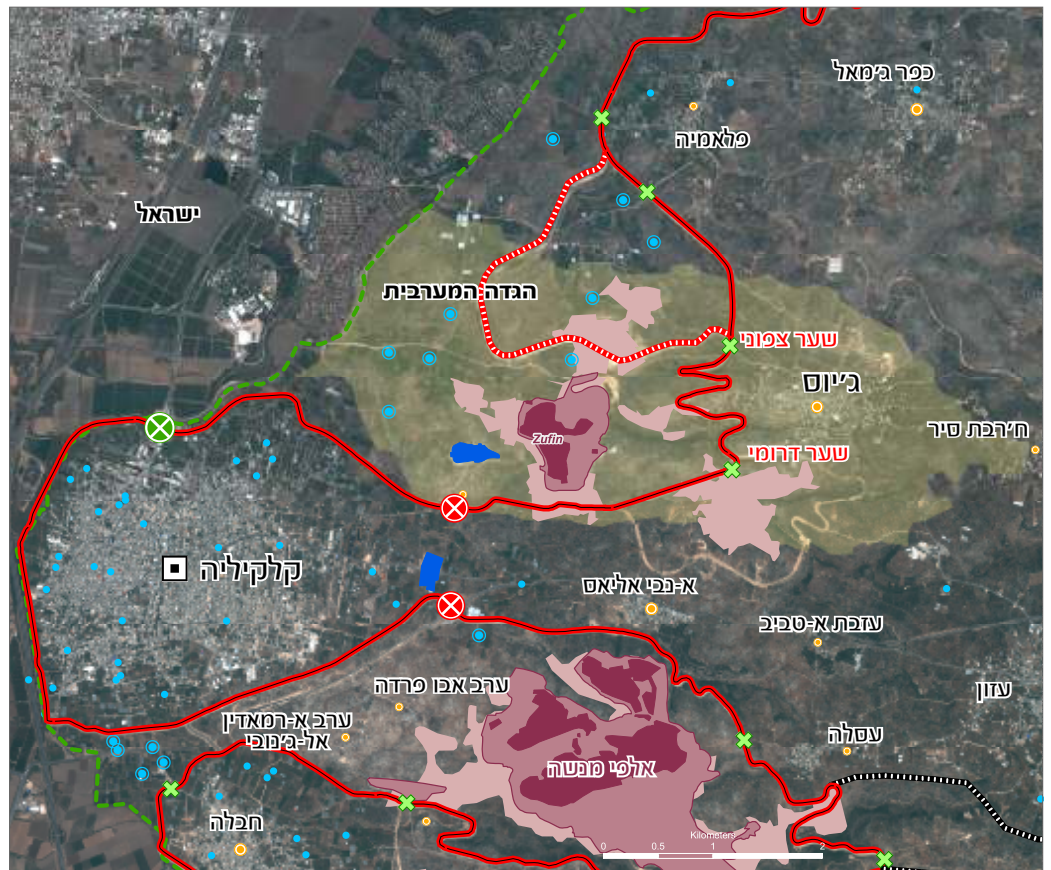 כפר ג'מאל
פלאמיה
ישראל
הגדה המערבית
שער צפוני
ג'יוס
ח'רבת סיר
Zufin
שער דרומי
קלקיליה
א-נבי אליאס
עזבת א-טביב
ערב אבו פרדה
עזון
ערב א-רמאדין
אל-ג'נובי
עסלה
אלפי מנשה
חבלה
Kilometers
0 0.5 1 2